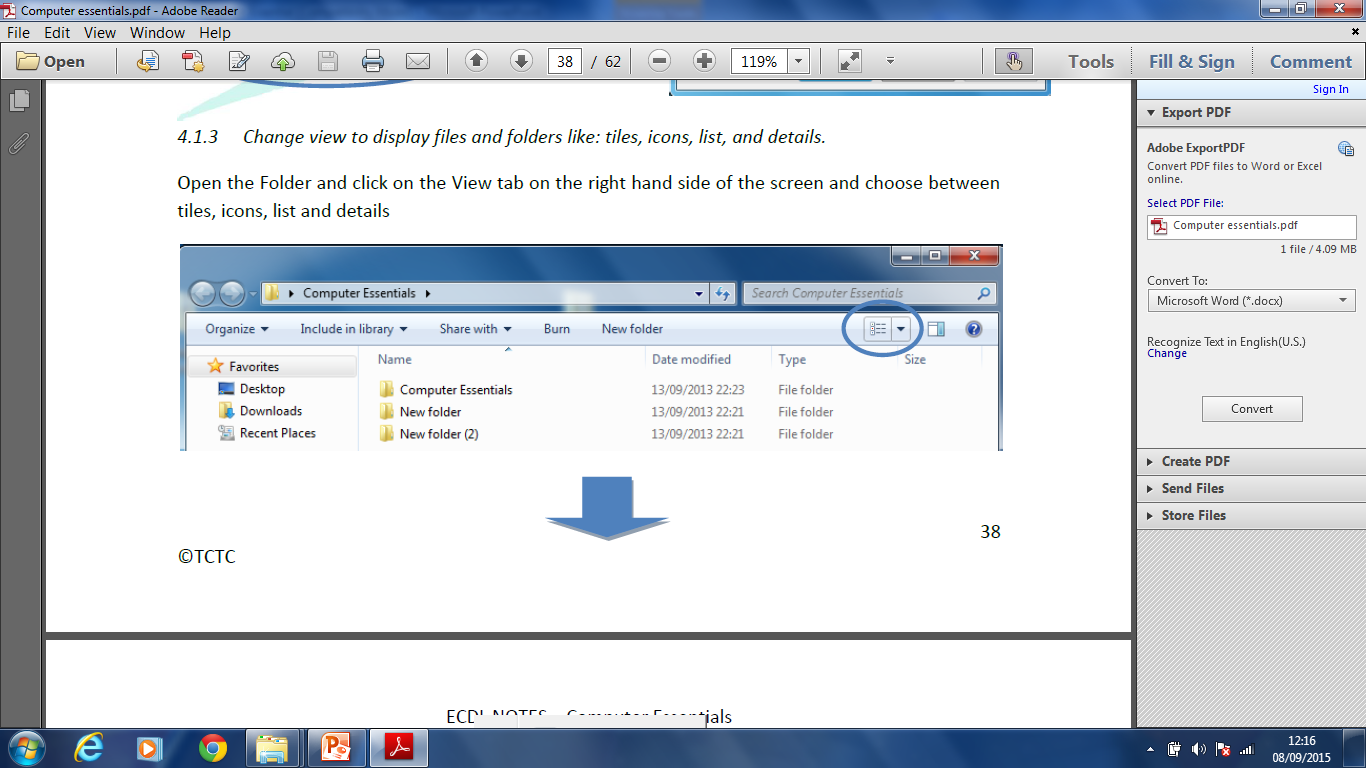 Computer essentials.pdf - Adobe Reader
File Edit View Window Help
Open 38 / 62 119% Tools Fill & Sign Comment
Sign In
4.1.3 Change view to display files and folders like: tiles, icons, list, and details.
Open the Folder and click on the View tab on the right hand side of the screen and choose between
tiles, icons, list and details
Computer Essentials
Search Computer Essentials
Organize Include in library Share with Burn New folder
Favorites
Desktop
Downloads
Recent Places
Name Date modified Type Size
Computer Essentials 13/09/2013 22:23 File folder
New folder 13/09/2013 22:21 File folder
New folder (2) 13/09/2013 22:21 File folder
38
©TCTC
ECDL NOTES Computer Essentials
Export PDF
Adobe ExportPDF
Convert PDF files to Word or Excel
online.
Select PDF File:
Computer essentials.pdf
1 file / 4.09 MB
Convert To:
Microsoft Word (*.docx)
Recognize Text in English(U.S.)
Change
Convert
Create PDF
Send Files
Store Files
12:16
08/09/2015